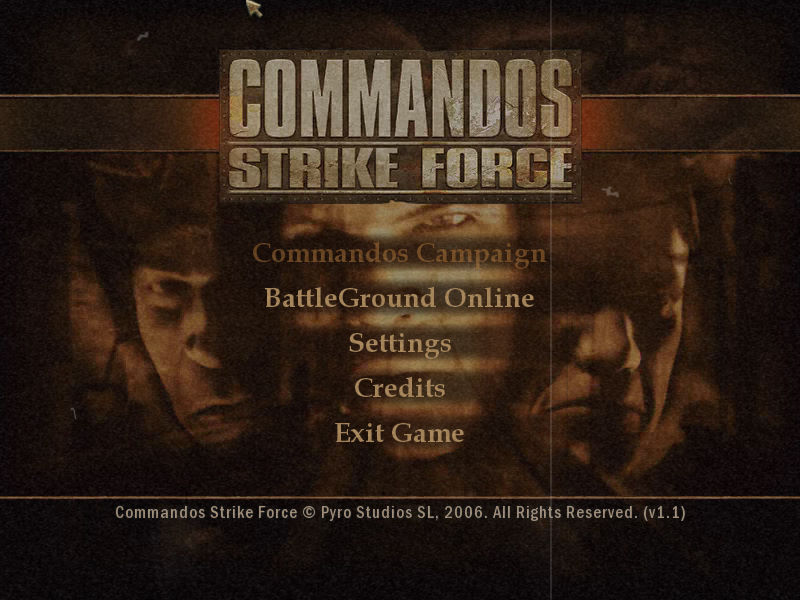 COMMANDOS
STRIKE FORCE
Commandos Campaign
BattleGround Online
Settings
Credits
Exit Game
Commandos Strike Force © Pyro Studios SL, 2006. All Rights Reserved. (v1.1)